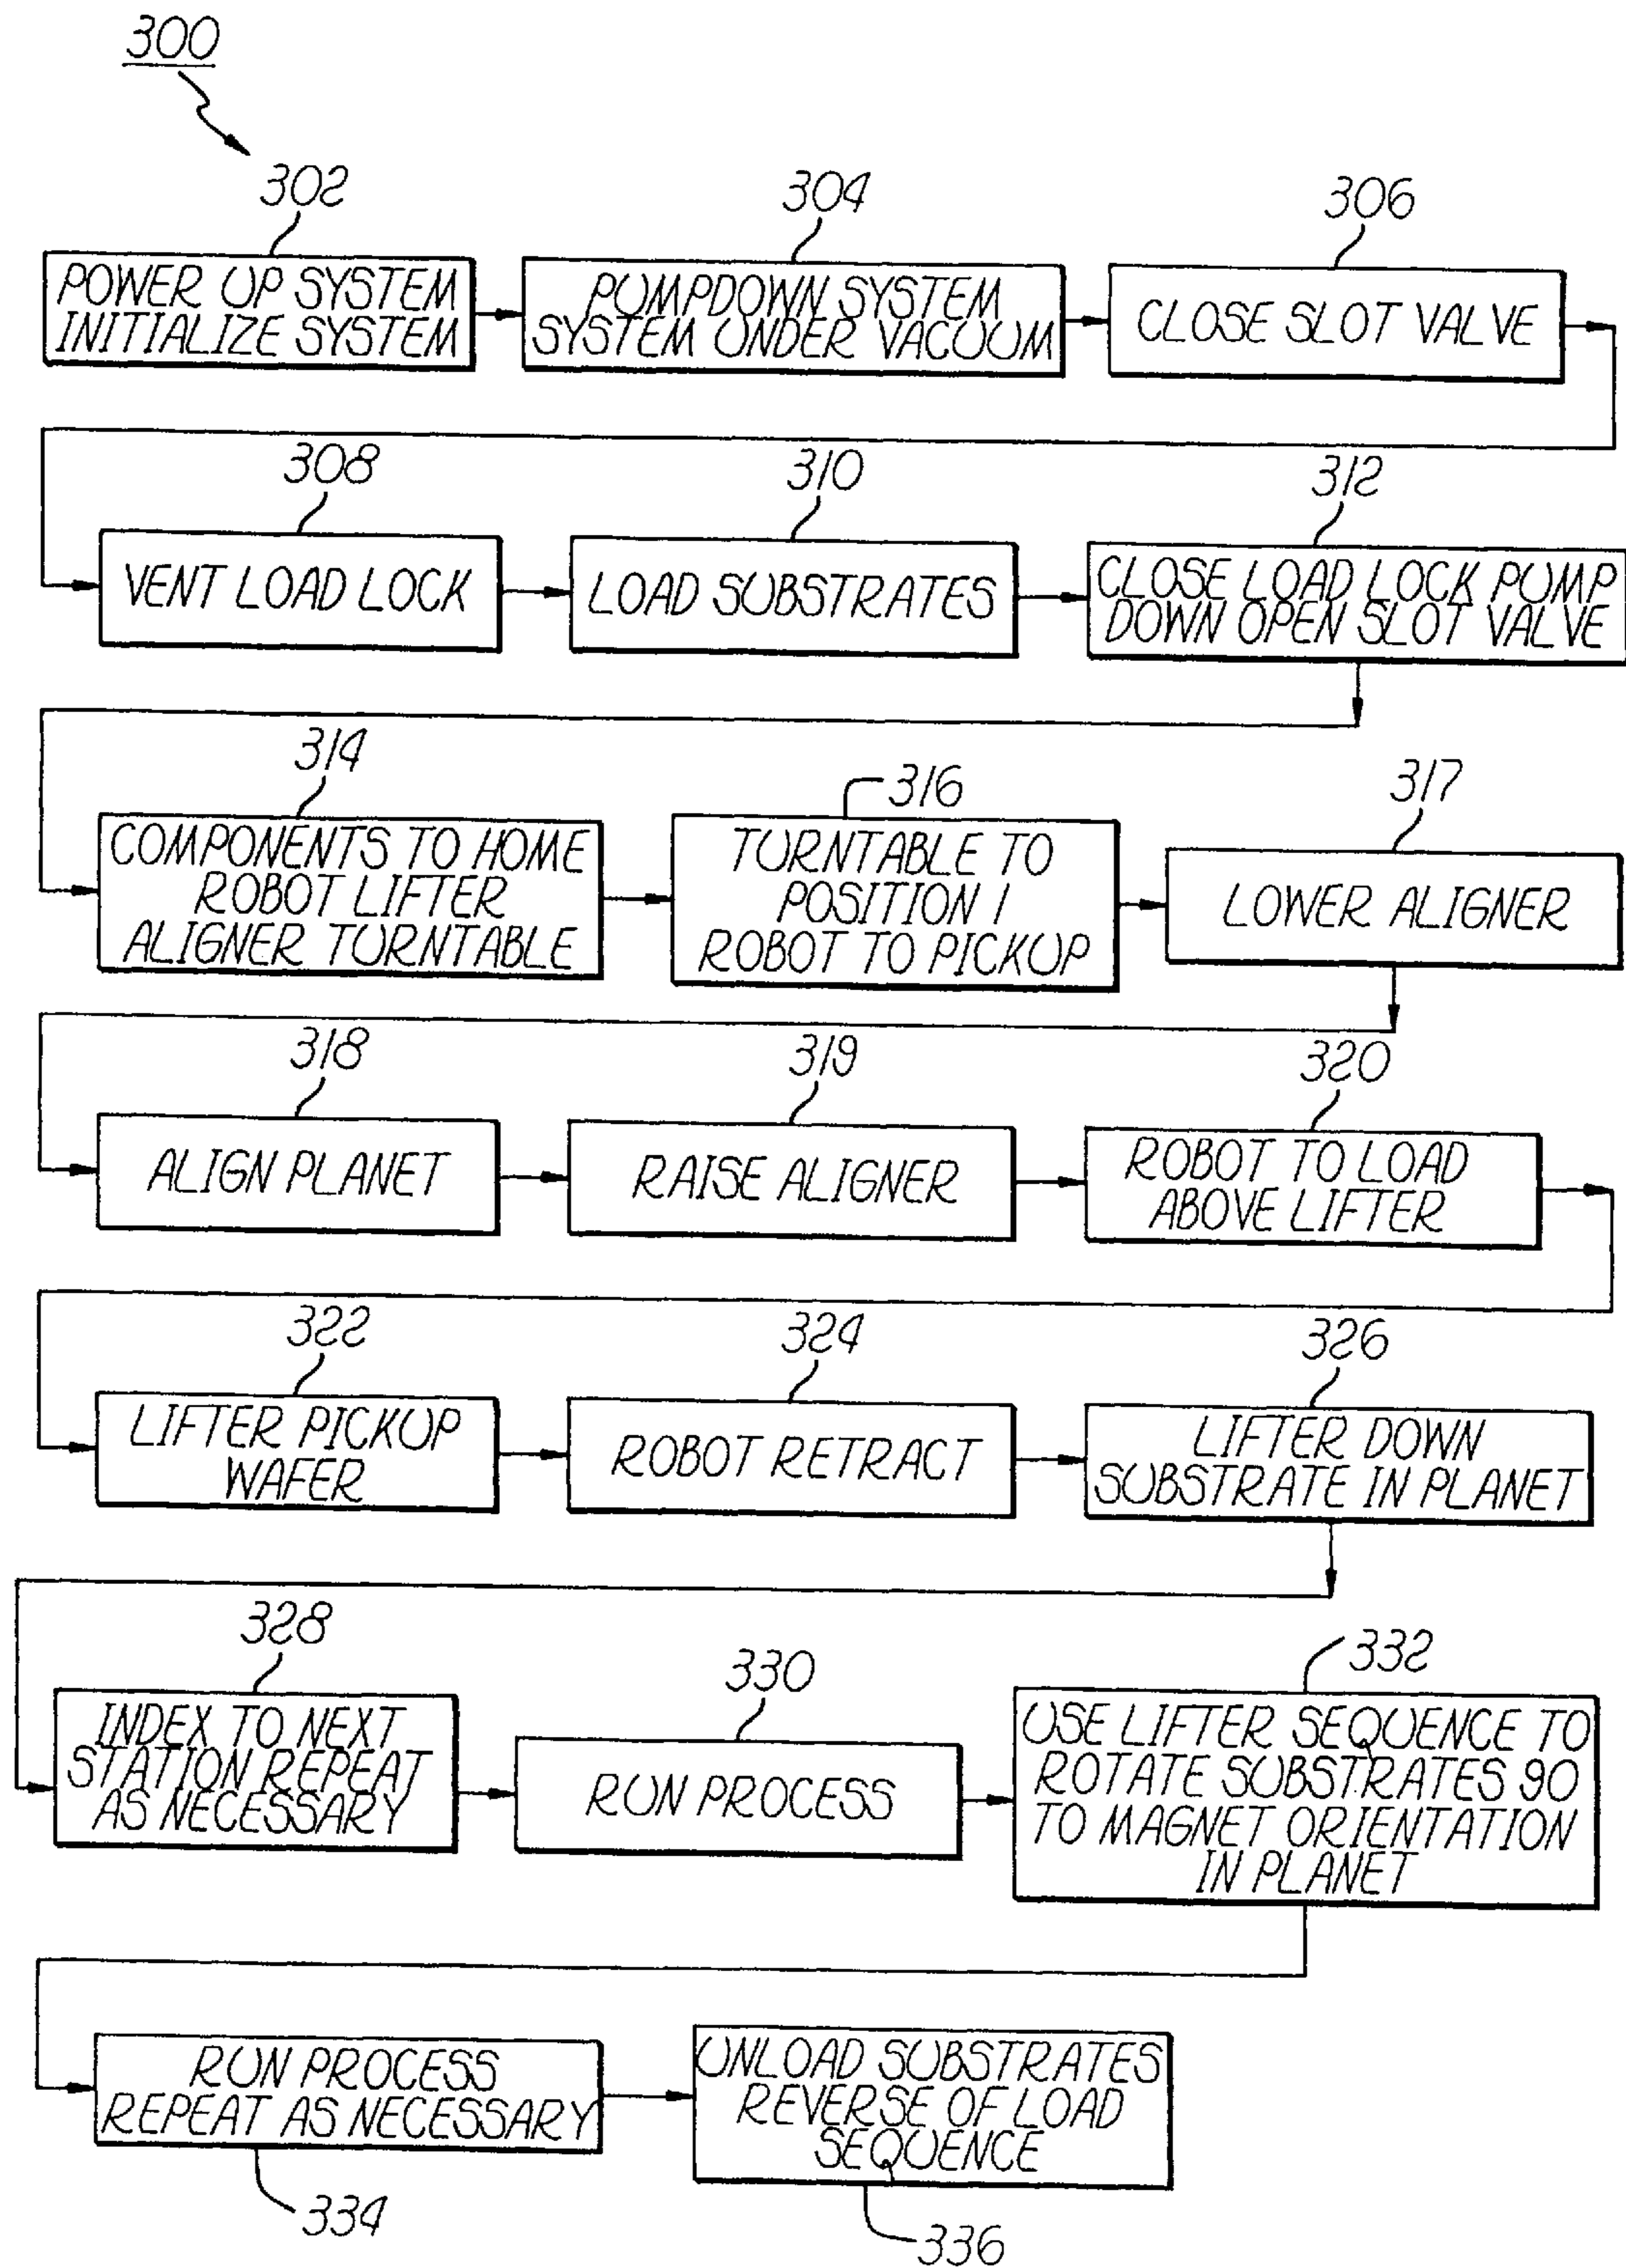 300
302
304
306
POWER UP SYSTEM
INITIALIZE SYSTEM
PUMPDOWN SYSTEM
SYSTEM UNDER VACUUM
CLOSE SLOT VALVE
308
310
312
VENT LOAD LOCK
LOAD SUBSTRATES
CLOSE LOAD LOCK PUMP
DOWN OPEN SLOT VALVE
314
316
317
COMPONENTS TO HOME
ROBOT LIFTER
ALIGNER TURNTABLE
TURNTABLE TO
POSITION 1
ROBOT TO PICKUP
LOWER ALIGNER
318
319
320
ALIGN PLANET
RAISE ALIGNER
ROBOT TO LOAD
ABOVE LIFTER
322
324
326
LIFTER PICKUP
WAFER
ROBOT RETRACT
LIFTER DOWN
SUBSTRATE IN PLANET
328
330
332
INDEX TO NEXT
STATION REPEAT
AS NECESSARY
RUN PROCESS
USE LIFTER SEQUENCE TO
ROTATE SUBSTRATES 90
TO MAGNET ORIENTATION
IN PLANET
RUN PROCESS
REPEAT AS NECESSARY
UNLOAD SUBSTRATES
REVERSE OF LOAD
SEQUENCE
334
336